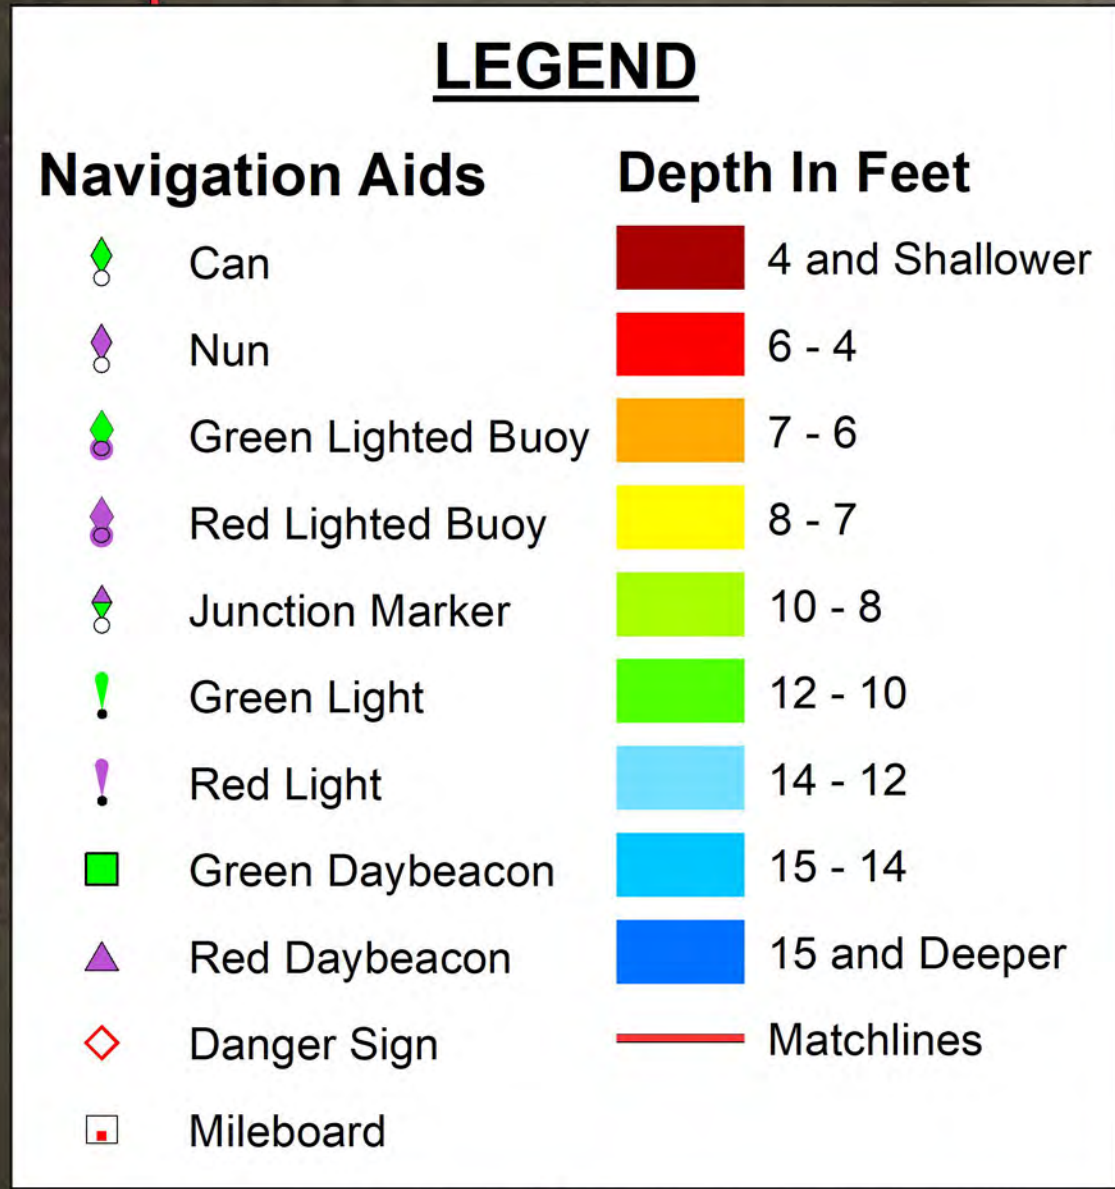 LEGEND
Navigation Aids
Can
Nun
Green Lighted Buoy
Red Lighted Buoy
Junction Marker
Green Light
Red Light
Green Daybeacon
Red Daybeacon
Danger Sign
Mileboard
Depth In Feet
4 and Shallower
6 - 4
7 - 6
8 - 7
10 - 8
12 - 10
14 - 12
15 - 14
15 and Deeper
Matchlines